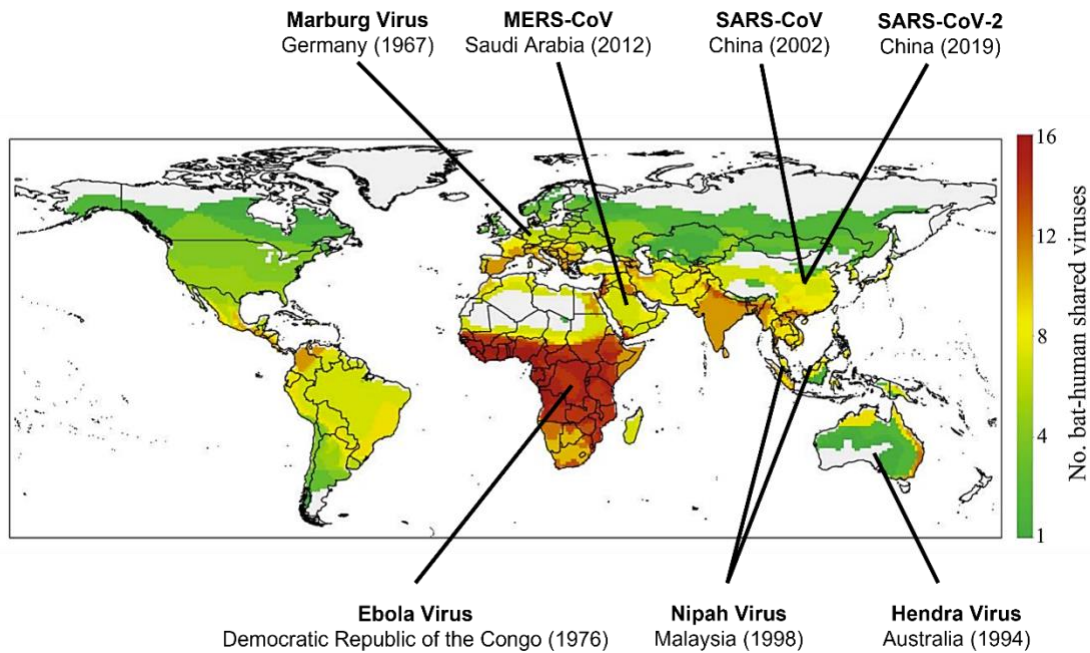 Marburg Virus
Germany (1967)
MERS-CoV
Saudi Arabia (2012)
SARS-CoV
China (2002)
SARS-CoV-2
China (2019)
16
12
8
4
1
No. bat-human shared viruses
Ebola Virus
Democratic Republic of the Congo (1976)
Nipah Virus
Malaysia (1998)
Hendra Virus
Australia (1994)